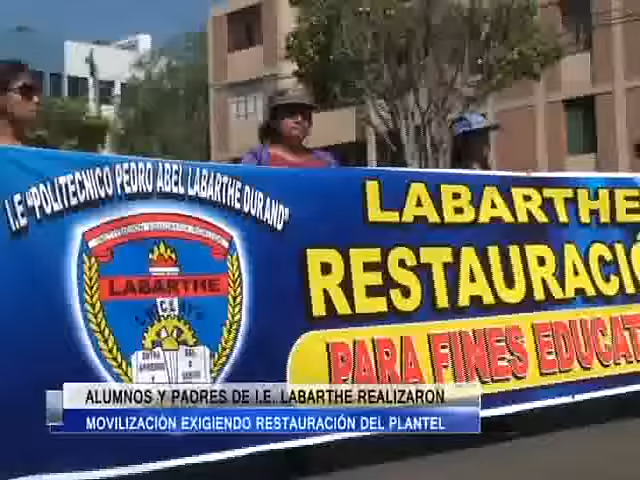 I.E "POLITECNICO PEDRO ABEL LABARTHE DURAND"
LABARTHE
LABARTHE
RESTAURACIÓ
PARA FINES EDUCAT
ALUMNOS Y PADRES DE I.E. LABARTHE REALIZARON
MOVILIZACIÓN EXIGIENDO RESTAURACIÓN DEL PLANTEL